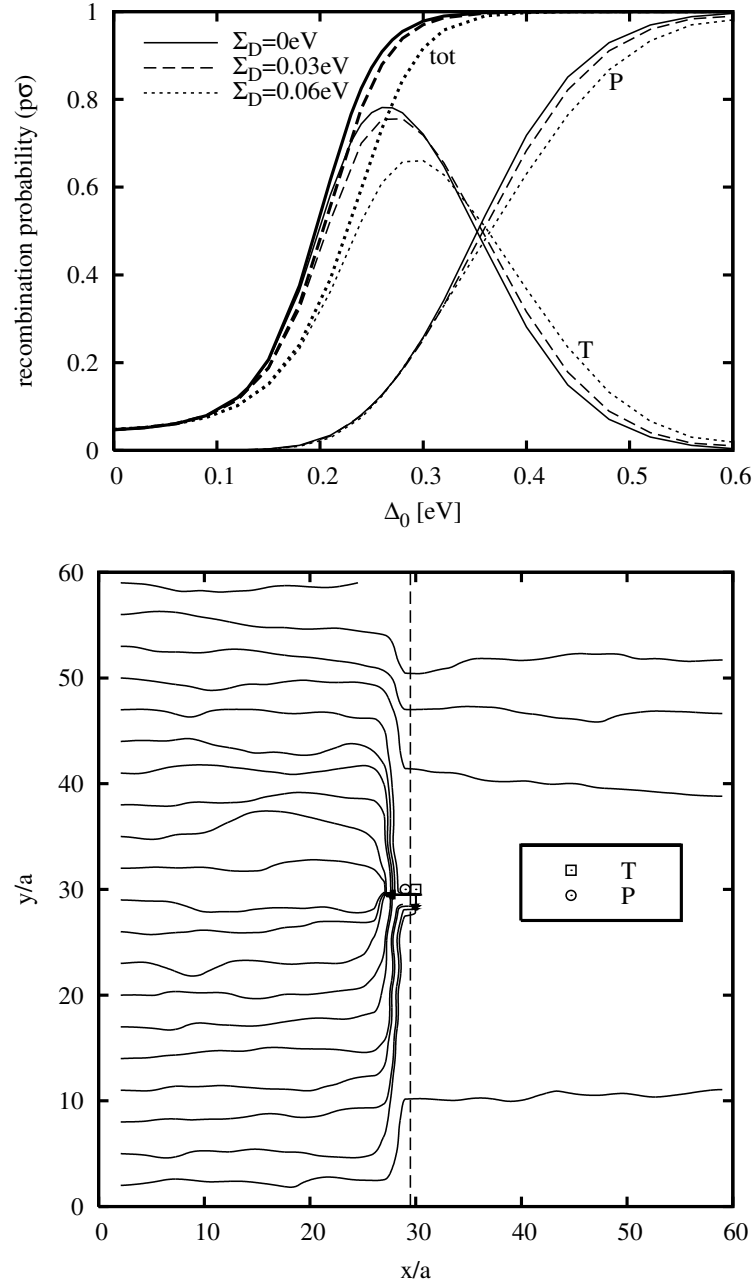 recombination probability (pσ)
1
0.8
0.6
0.4
0.2
0
Σ_D=0eV
Σ_D=0.03eV
Σ_D=0.06eV
tot
P
T
0 0.1 0.2 0.3 0.4 0.5 0.6
Δ_0 [eV]
y/a
60
50
40
30
20
10
0
T
P
0 10 20 30 40 50 60
x/a